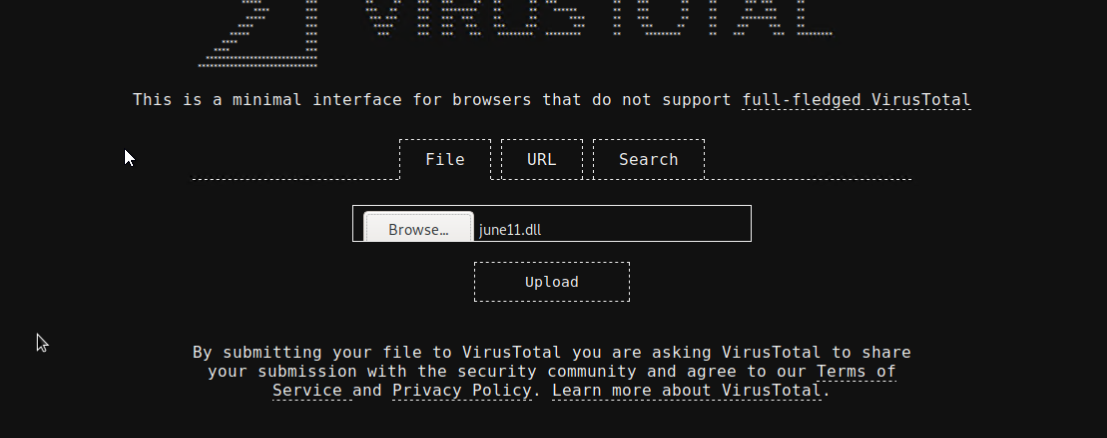 VIRUSTOTAL
This is a minimal interface for browsers that do not support full-fledged VirusTotal
File URL Search
Browse... june11.dll
Upload
By submitting your file to VirusTotal you are asking VirusTotal to share
your submission with the security community and agree to our Terms of
Service and Privacy Policy. Learn more about VirusTotal.